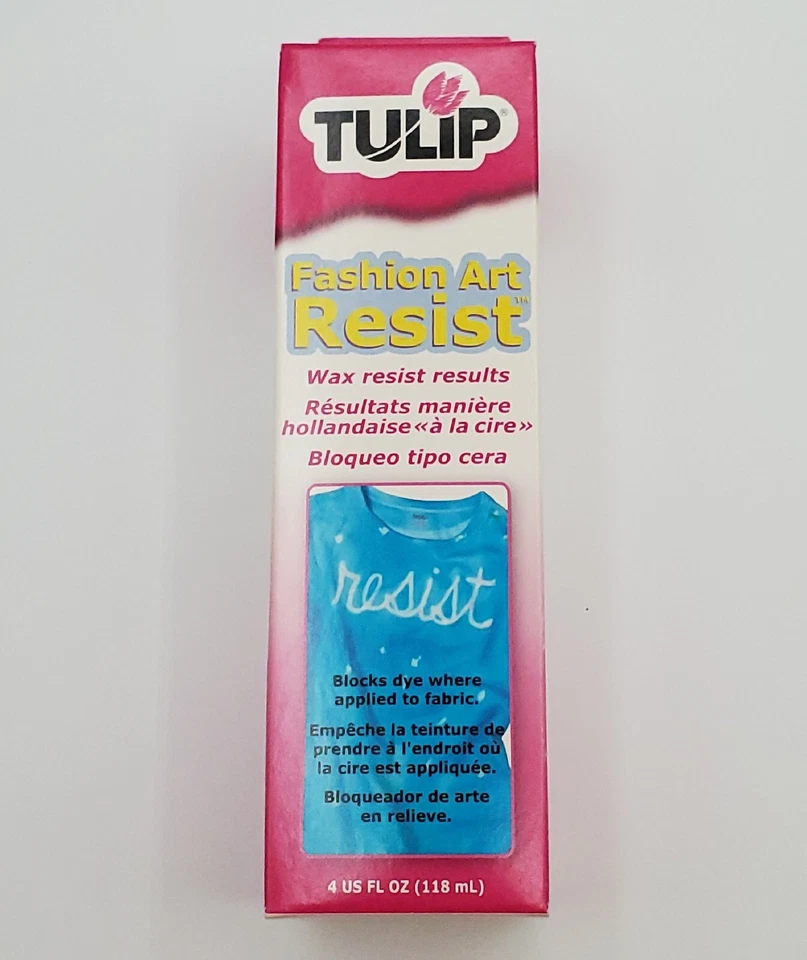 TULIP®
Fashion Art
Resist™
Wax resist results
Résultats manière
hollandaise «à la cire»
Bloqueo tipo cera
resist
Blocks dye where
applied to fabric.
Empêche la teinture de
prendre à l'endroit où
la cire est appliquée.
Bloqueador de arte
en relieve.
4 US FL OZ (118 mL)